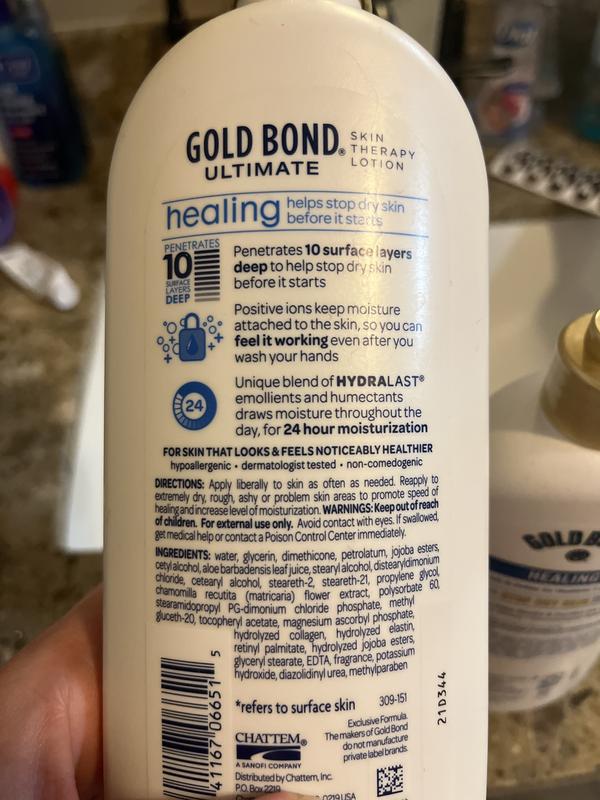 GOLD BOND® SKIN THERAPY LOTION
ULTIMATE
healing helps stop dry skin before it starts
PENETRATES
10
SURFACE
LAYERS
DEEP
Penetrates 10 surface layers
deep to help stop dry skin
before it starts
Positive ions keep moisture
attached to the skin, so you can
feel it working even after you
wash your hands
24
Unique blend of HYDRALAST®
emollients and humectants
draws moisture throughout the
day, for 24 hour moisturization
FOR SKIN THAT LOOKS & FEELS NOTICEABLY HEALTHIER
hypoallergenic • dermatologist tested • non-comedogenic
DIRECTIONS: Apply liberally to skin as often as needed. Reapply to
extremely dry, rough, ashy or problem skin areas to promote speed of
healing and increase level of moisturization. WARNINGS: Keep out of reach
of children. For external use only. Avoid contact with eyes. If swallowed,
get medical help or contact a Poison Control Center immediately.
INGREDIENTS: water, glycerin, dimethicone, petrolatum, jojoba esters,
cetyl alcohol, aloe barbadensis leaf juice, stearyl alcohol, distearyldimonium
chloride, cetearyl alcohol, steareth-2, steareth-21, propylene glycol,
chamomilla recutita (matricaria) flower extract, polysorbate 60,
stearamidopropyl PG-dimonium chloride phosphate, methyl
gluceth-20, tocopheryl acetate, magnesium ascorbyl phosphate,
hydrolyzed collagen, hydrolyzed elastin,
retinyl palmitate, hydrolyzed jojoba esters,
glyceryl stearate, EDTA, fragrance, potassium
hydroxide, diazolidinyl urea, methylparaben
41167 06651 5
*refers to surface skin
309-151
21D344
Exclusive Formula.
The makers of Gold Bond
do not manufacture
private label brands.
CHATTEM®
A SANOFI COMPANY
Distributed by Chattem, Inc.
P.O. Box 2219
0219 USA
GOLD B
HEALING